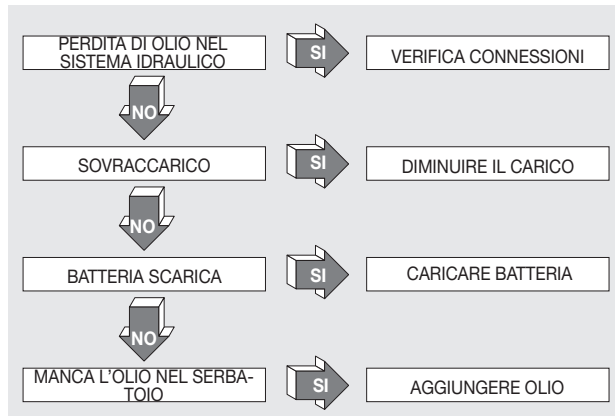 PERDITA DI OLIO NEL
SISTEMA IDRAULICO
SI
VERIFICA CONNESSIONI
NO
SOVRACCARICO
SI
DIMINUIRE IL CARICO
NO
BATTERIA SCARICA
SI
CARICARE BATTERIA
NO
MANCA L'OLIO NEL SERBA-
TOIO
SI
AGGIUNGERE OLIO